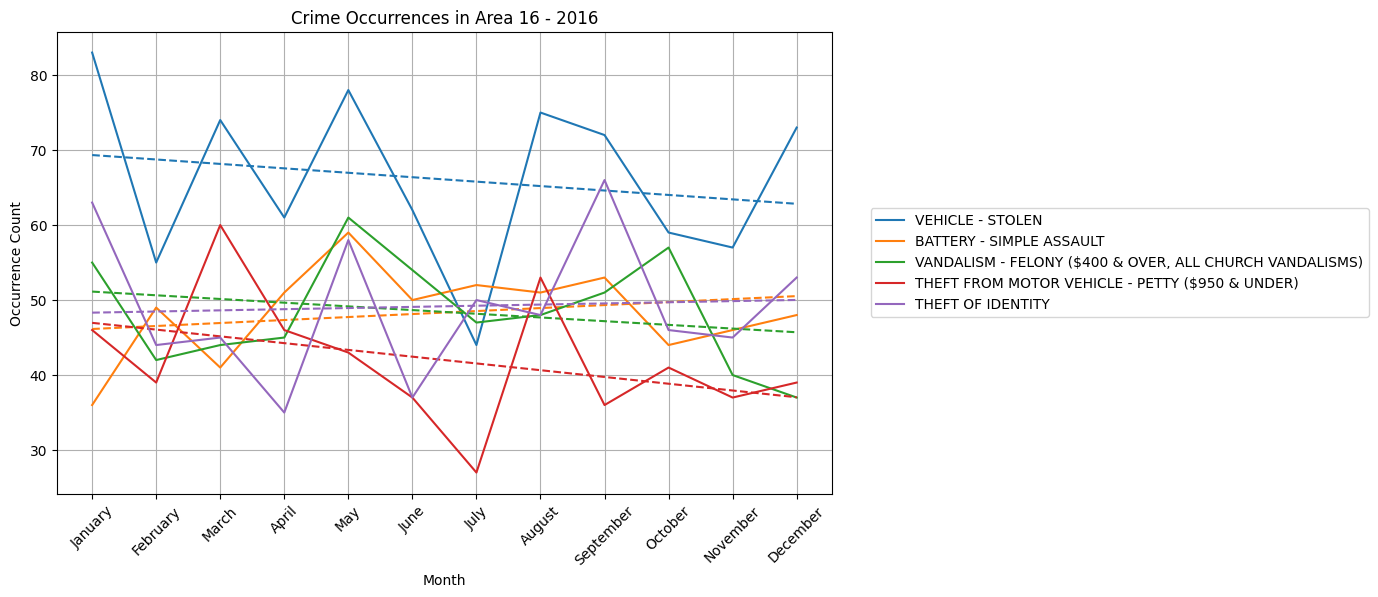 Crime Occurrences in Area 16 - 2016
Occurrence Count
80
70
60
50
40
30
January
February
March
April
May
June
July
August
September
October
November
December
Month
VEHICLE - STOLEN
BATTERY - SIMPLE ASSAULT
VANDALISM - FELONY ($400 & OVER, ALL CHURCH VANDALISMS)
THEFT FROM MOTOR VEHICLE - PETTY ($950 & UNDER)
THEFT OF IDENTITY